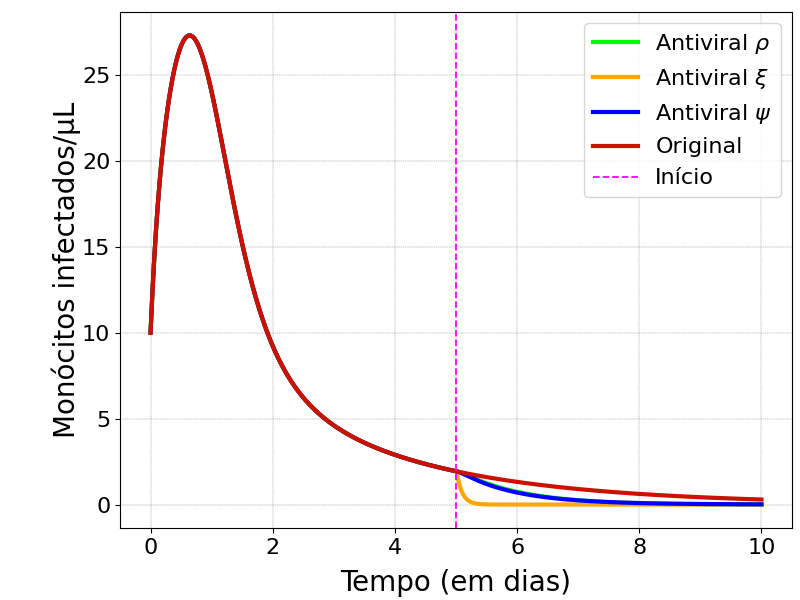 Monócitos infectados/μL
25
20
15
10
5
0
0 2 4 6 8 10
Tempo (em dias)
Antiviral ρ
Antiviral ξ
Antiviral ψ
Original
Início